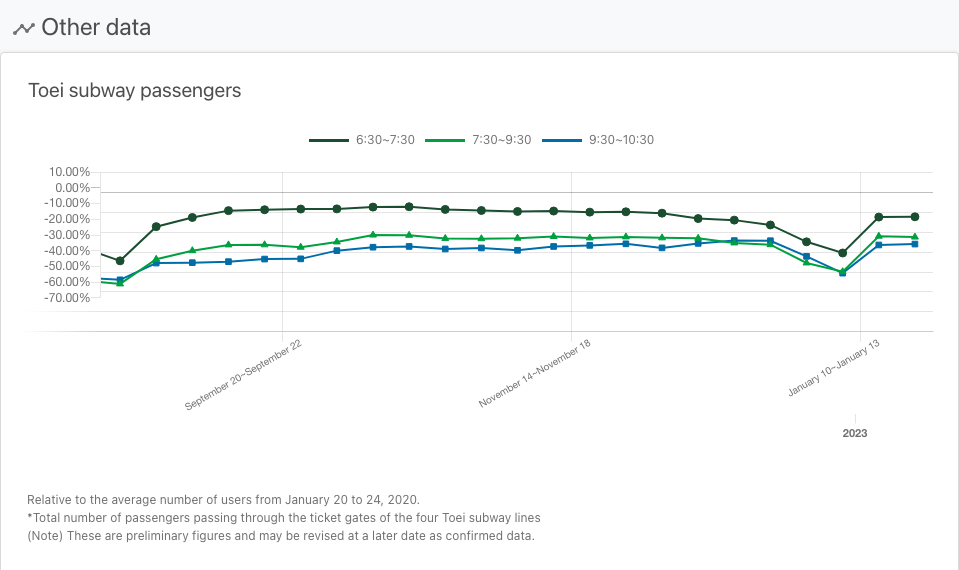 Other data
Toei subway passengers
6:30~7:30 7:30~9:30 9:30~10:30
10.00%
0.00%
-10.00%
-20.00%
-30.00%
-40.00%
-50.00%
-60.00%
-70.00%
September 20~September 22
November 14~November 18
January 10~January 13
2023
Relative to the average number of users from January 20 to 24, 2020.
*Total number of passengers passing through the ticket gates of the four Toei subway lines
(Note) These are preliminary figures and may be revised at a later date as confirmed data.